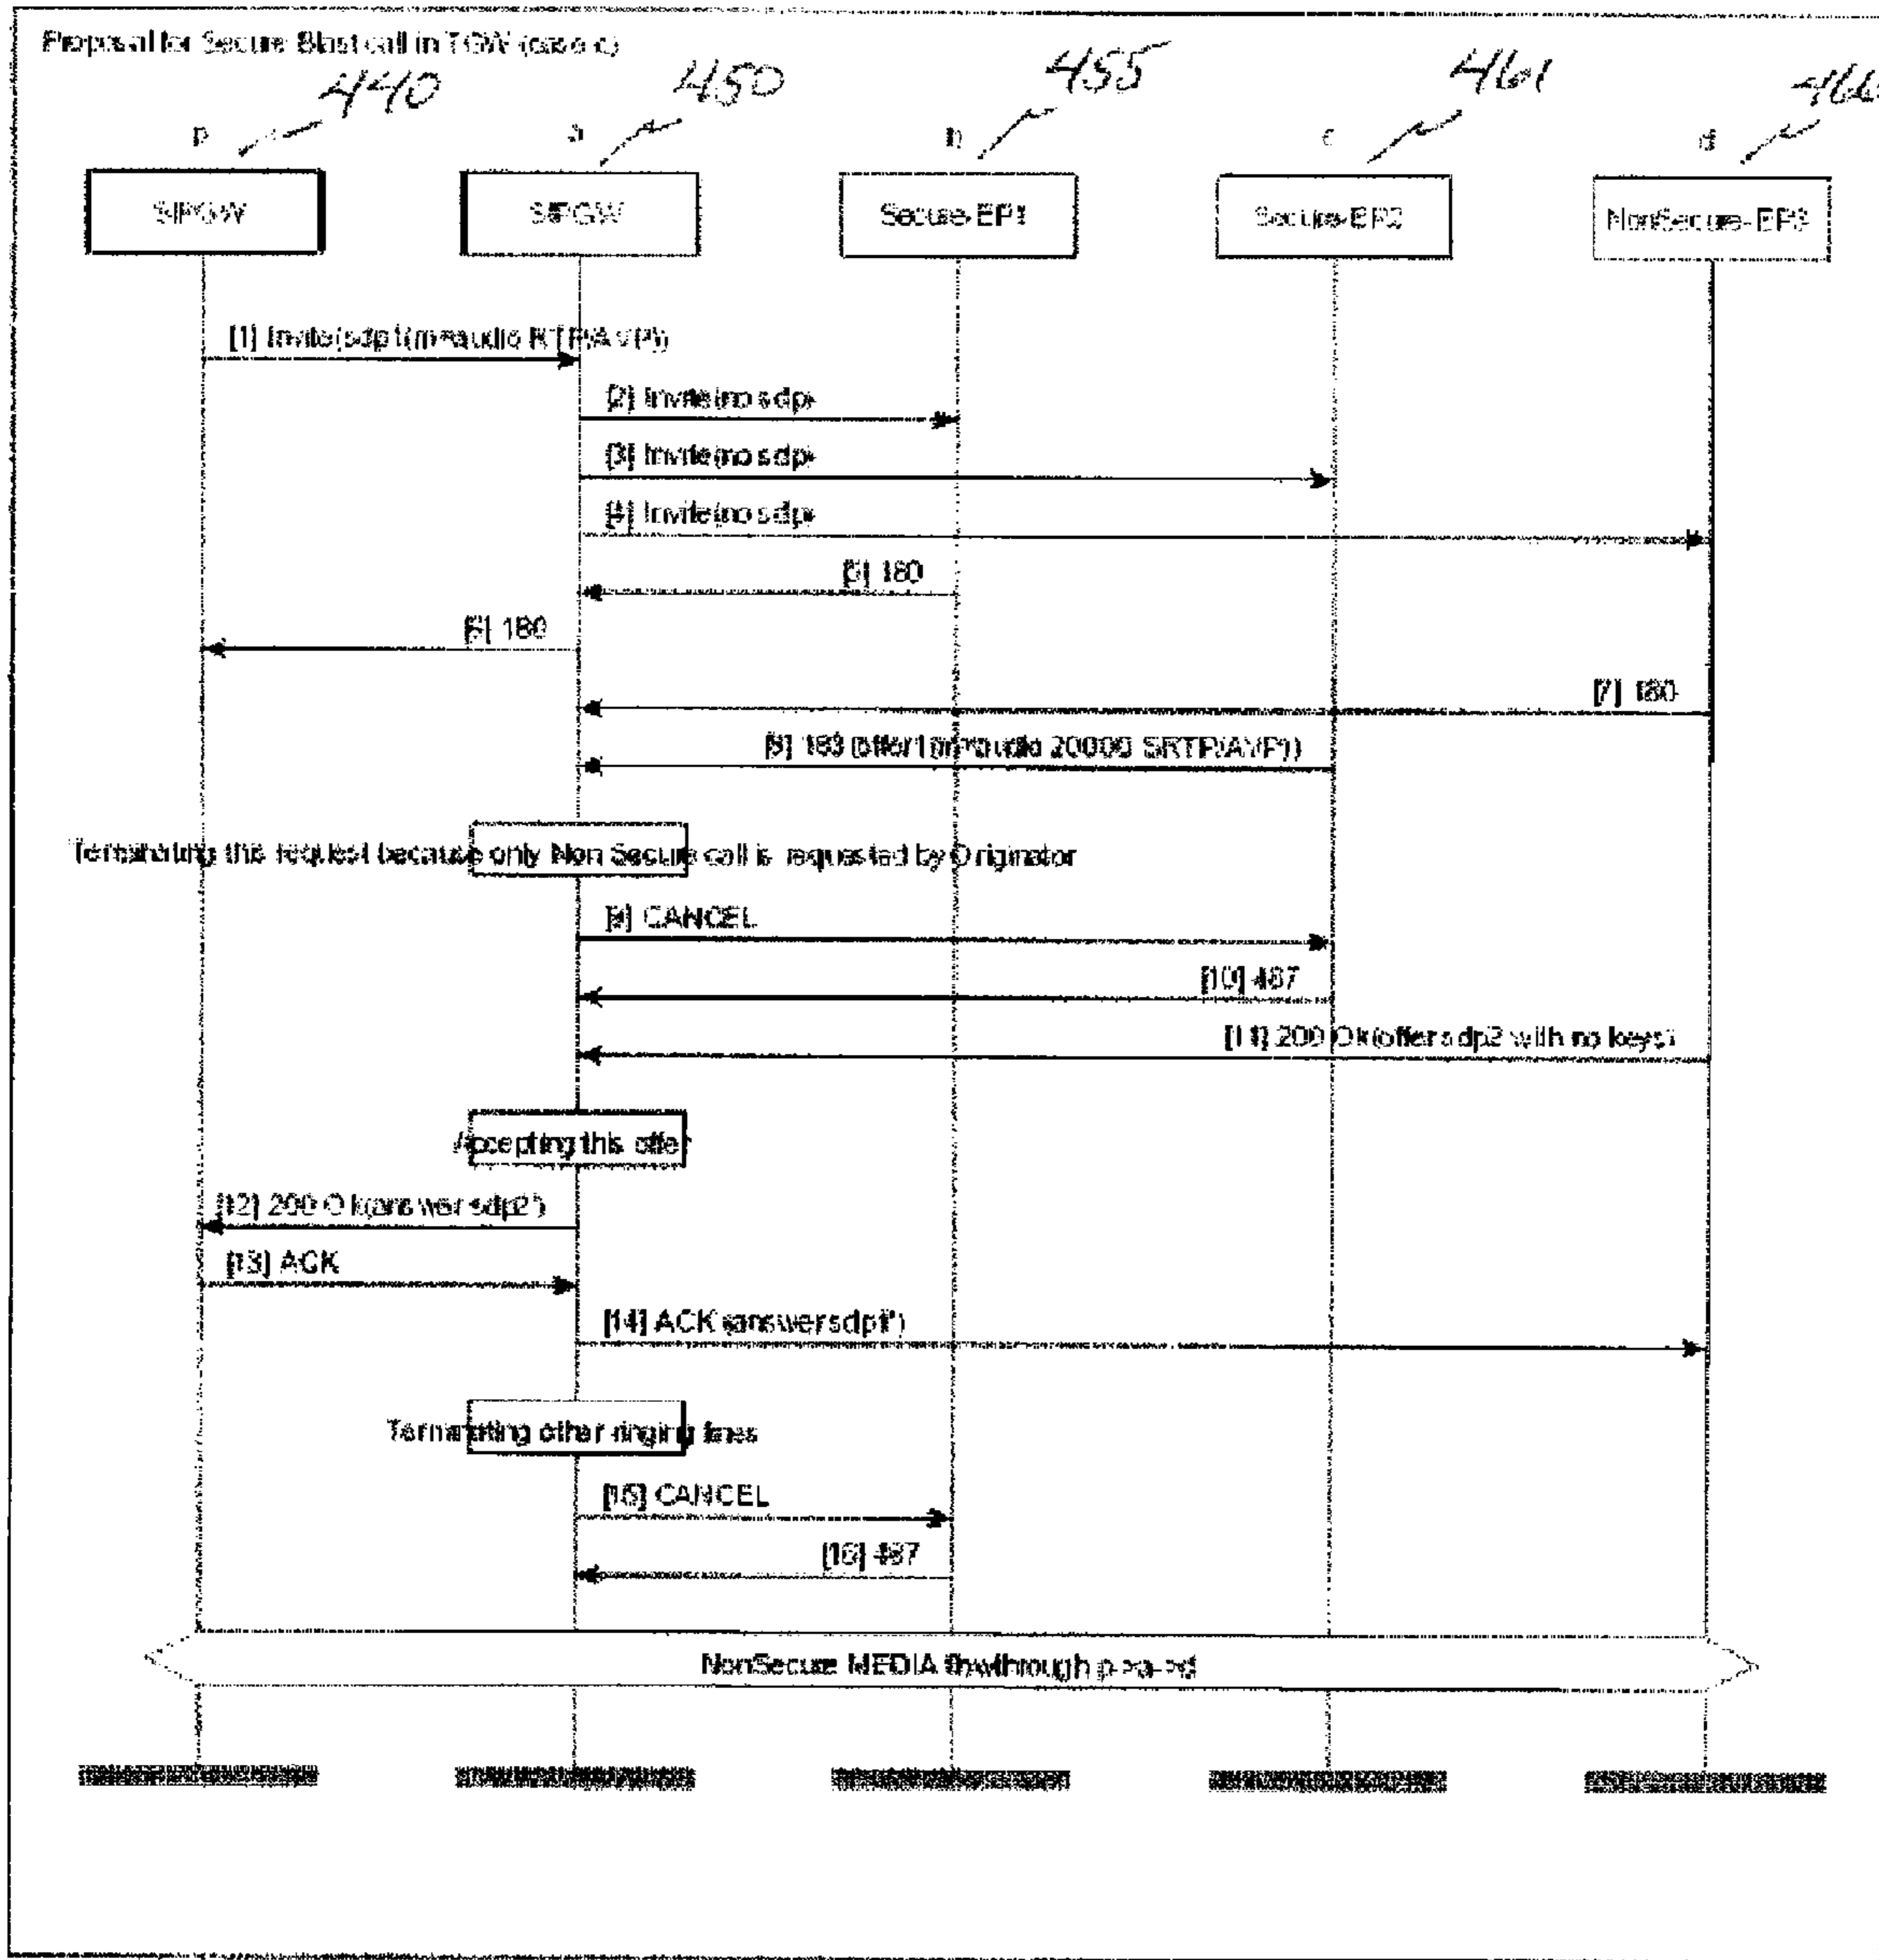 Proposal for Secure Blast call in TGW (case c)
440
450
455
461
p
a
c
d
SIPGW
SIPGW
Secure-EP1
Secure-EP2
NonSecure-EP3
[1] Invite(sdp1(m=audio RTP/AVP))
[2] Invite(no sdp)
[3] Invite(no sdp)
[4] Invite(no sdp)
[5] 180
[6] 180
[7] 180
[8] 183 (offer1(m=audio 20000 SRTP/AVP))
Terminating this request because only Non Secure call is requested by Originator
[9] CANCEL
[10] 487
[11] 200 Ok(offer sdp2 with no keys)
Accepting this offer
[12] 200 Ok(answer sdp2')
[13] ACK
[14] ACK (answer sdp1')
Terminating other ringing lines
[15] CANCEL
[16] 487
NonSecure MEDIA flowthrough p->a->d